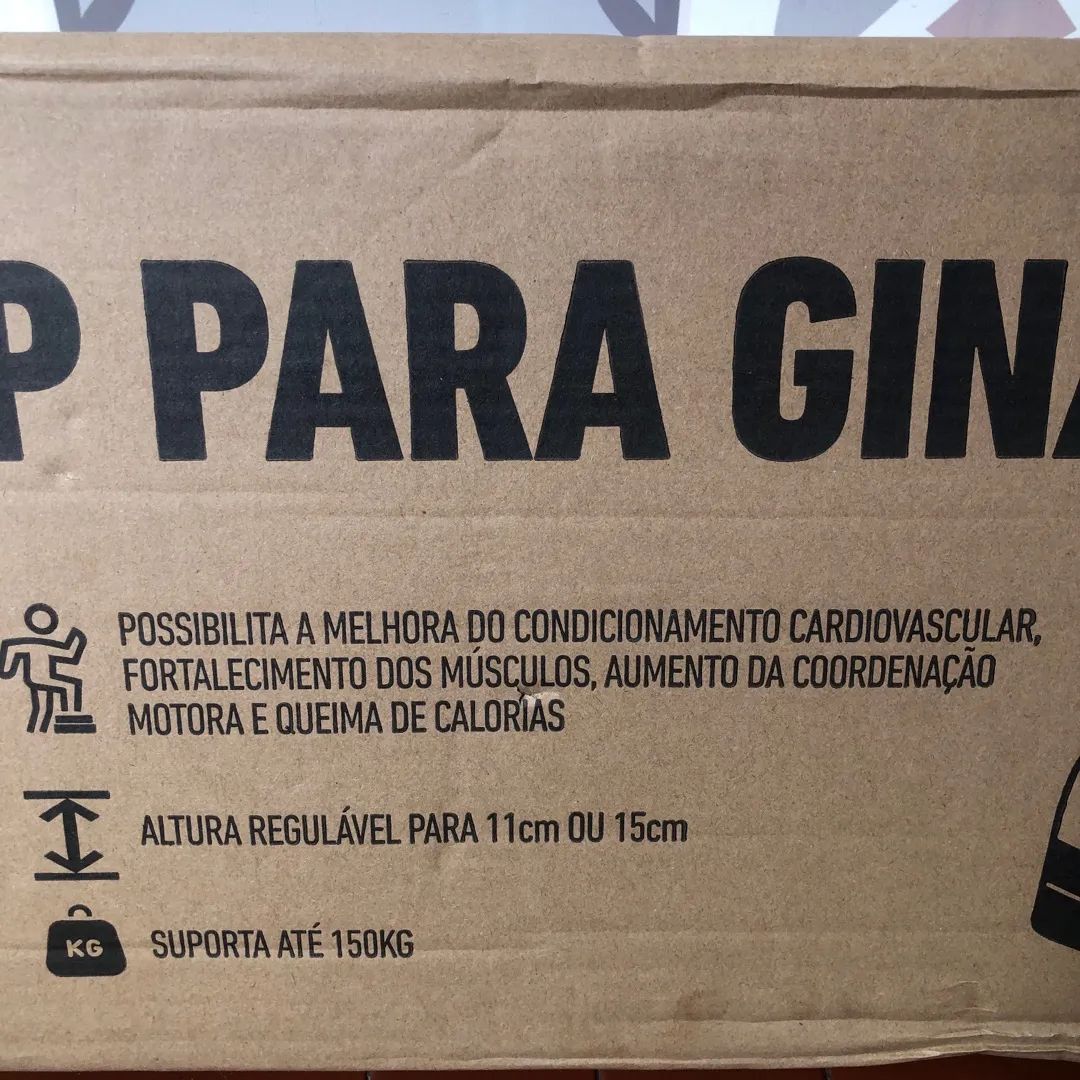 P PARA GINA
POSSIBILITA A MELHORA DO CONDICIONAMENTO CARDIOVASCULAR,
FORTALECIMENTO DOS MÚSCULOS, AUMENTO DA COORDENAÇÃO
MOTORA E QUEIMA DE CALORIAS
ALTURA REGULÁVEL PARA 11cm OU 15cm
KG SUPORTA ATÉ 150KG